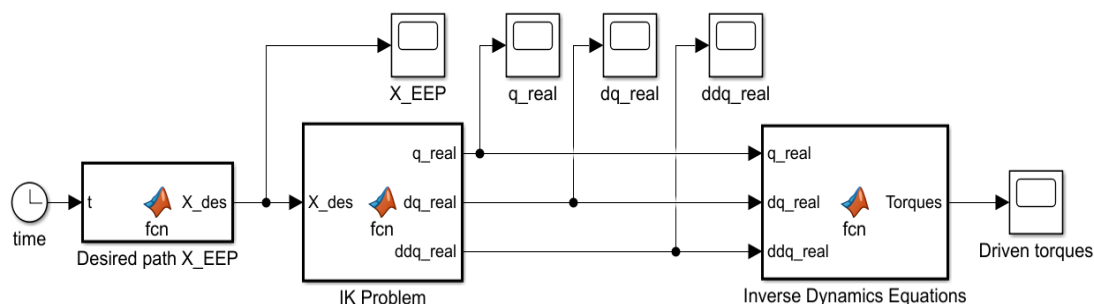 X_EEP
q_real
dq_real
ddq_real
time
t
X_des
fcn
Desired path X_EEP
X_des
fcn
q_real
dq_real
ddq_real
IK Problem
q_real
dq_real
ddq_real
fcn
Torques
Inverse Dynamics Equations
Driven torques